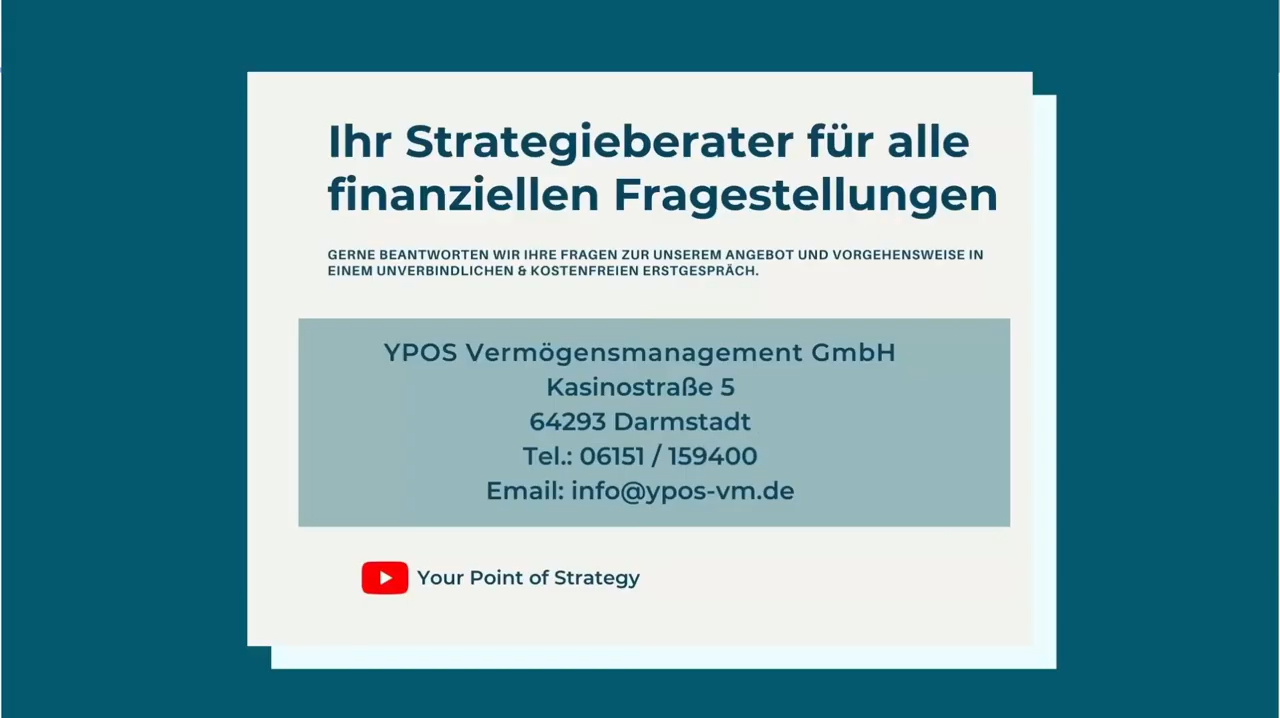 Ihr Strategieberater für alle
finanziellen Fragestellungen
GERNE BEANTWORTEN WIR IHRE FRAGEN ZUR UNSEREM ANGEBOT UND VORGEHENSWEISE IN
EINEM UNVERBINDLICHEN & KOSTENFREIEN ERSTGESPRÄCH.
YPOS Vermögensmanagement GmbH
Kasinostraße 5
64293 Darmstadt
Tel.: 06151 / 159400
Email: info@ypos-vm.de
Your Point of Strategy